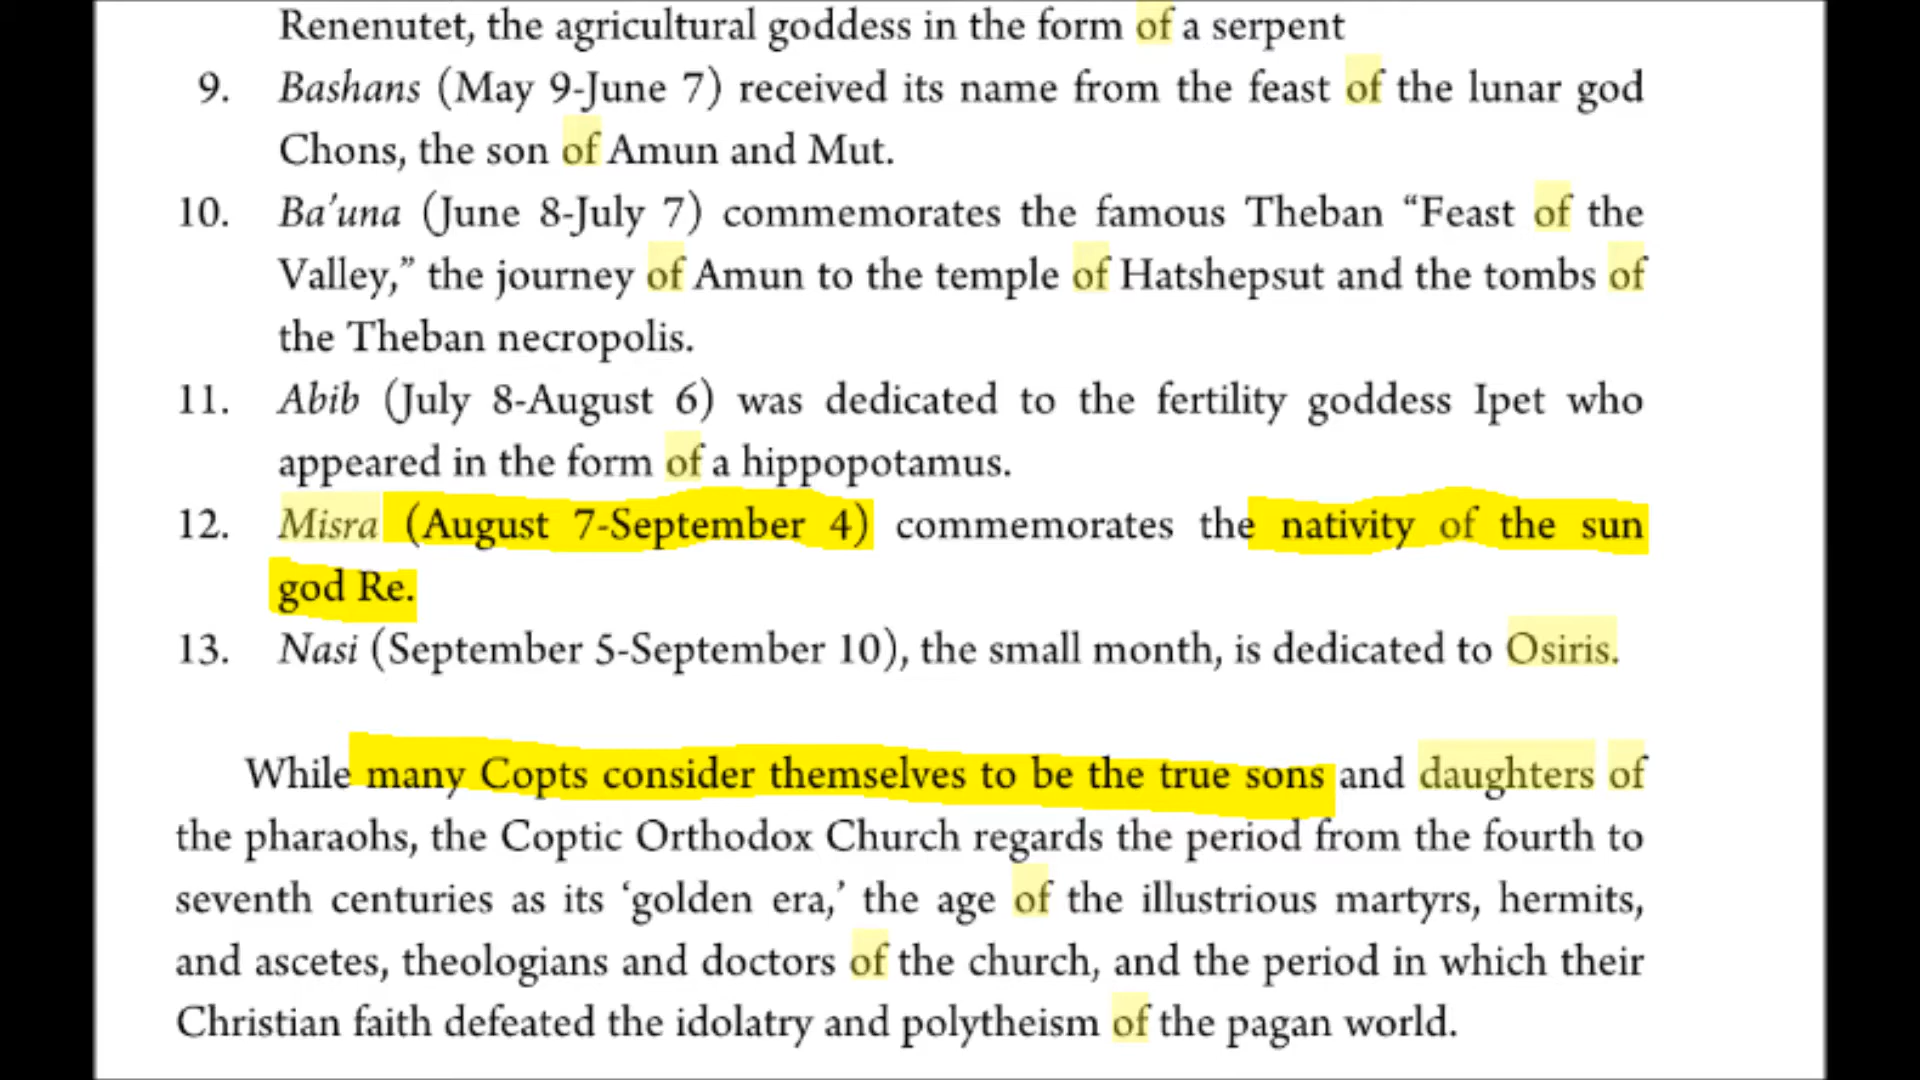 Renenutet, the agricultural goddess in the form of a serpent
9. Bashans (May 9-June 7) received its name from the feast of the lunar god
Chons, the son of Amun and Mut.
10. Ba’una (June 8-July 7) commemorates the famous Theban “Feast of the
Valley,” the journey of Amun to the temple of Hatshepsut and the tombs of
the Theban necropolis.
11. Abib (July 8-August 6) was dedicated to the fertility goddess Ipet who
appeared in the form of a hippopotamus.
12. Misra (August 7-September 4) commemorates the nativity of the sun
god Re.
13. Nasi (September 5-September 10), the small month, is dedicated to Osiris.
While many Copts consider themselves to be the true sons and daughters of
the pharaohs, the Coptic Orthodox Church regards the period from the fourth to
seventh centuries as its ‘golden era,’ the age of the illustrious martyrs, hermits,
and ascetes, theologians and doctors of the church, and the period in which their
Christian faith defeated the idolatry and polytheism of the pagan world.